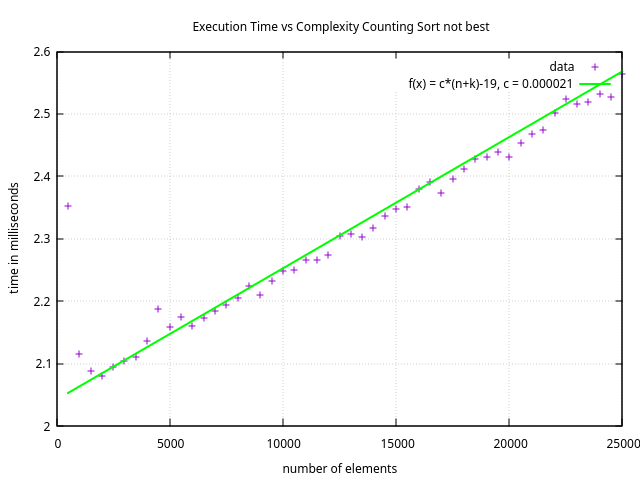 Execution Time vs Complexity Counting Sort not best
2.6
data
f(x) = c*(n+k)-19, c = 0.000021
2.5
2.4
2.3
2.2
2.1
2
time in milliseconds
0 5000 10000 15000 20000 25000
number of elements